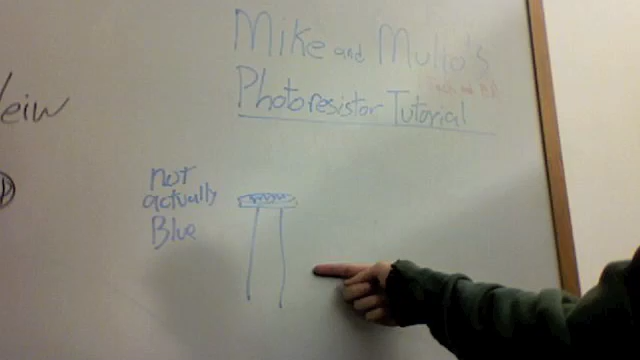 Mike and Mulio's
Photoresistor Tutorial
not
actually
Blue